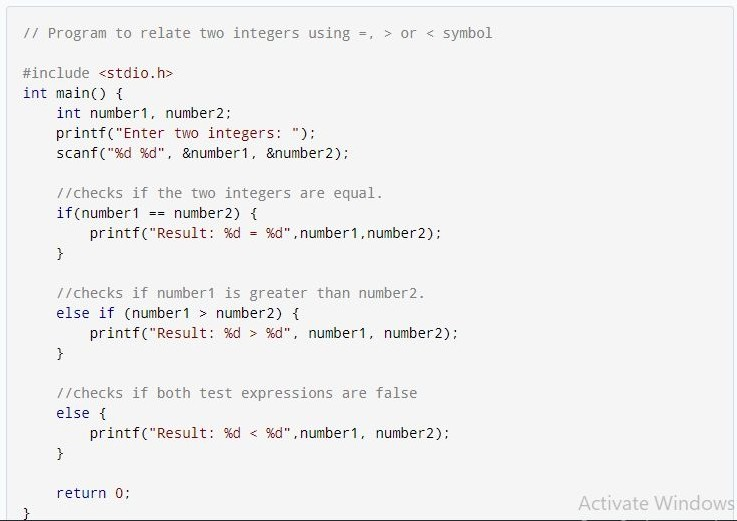 // Program to relate two integers using =, > or < symbol
#include <stdio.h>
int main() {
    int number1, number2;
    printf("Enter two integers: ");
    scanf("%d %d", &number1, &number2);
    //checks if the two integers are equal.
    if(number1 == number2) {
        printf("Result: %d = %d",number1,number2);
    }
    //checks if number1 is greater than number2.
    else if (number1 > number2) {
        printf("Result: %d > %d", number1, number2);
    }
    //checks if both test expressions are false
    else {
        printf("Result: %d < %d",number1, number2);
    }
    return 0;
}
Activate Windows